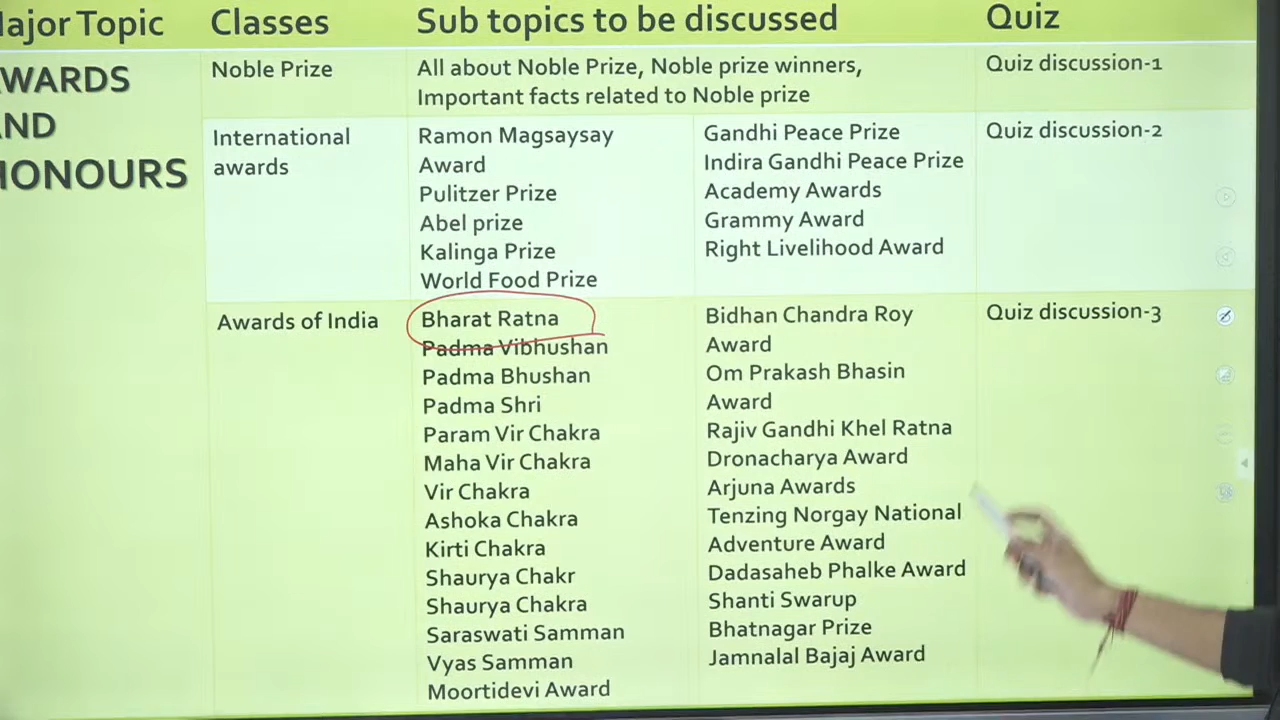 ajor Topic
Classes
Sub topics to be discussed
Quiz
WARDS
ND
HONOURS
Noble Prize
All about Noble Prize, Noble prize winners,
Important facts related to Noble prize
Quiz discussion-1
International
awards
Ramon Magsaysay
Award
Pulitzer Prize
Abel prize
Kalinga Prize
World Food Prize
Gandhi Peace Prize
Indira Gandhi Peace Prize
Academy Awards
Grammy Award
Right Livelihood Award
Quiz discussion-2
Awards of India
Bharat Ratna
Padma Vibhushan
Padma Bhushan
Padma Shri
Param Vir Chakra
Maha Vir Chakra
Vir Chakra
Ashoka Chakra
Kirti Chakra
Shaurya Chakr
Shaurya Chakra
Saraswati Samman
Vyas Samman
Moortidevi Award
Bidhan Chandra Roy
Award
Om Prakash Bhasin
Award
Rajiv Gandhi Khel Ratna
Dronacharya Award
Arjuna Awards
Tenzing Norgay National
Adventure Award
Dadasaheb Phalke Award
Shanti Swarup
Bhatnagar Prize
Jamnalal Bajaj Award
Quiz discussion-3